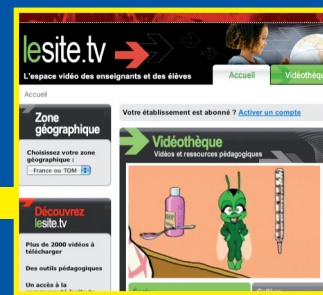 lesite.tv
L'espace vidéo des enseignants et des élèves
Accueil
Vidéothèqu
Accueil
Votre établissement est abonné ? Activer un compte
Zone
géographique
Choisissez votre zone
géographique :
France ou TOM
Vidéothèque
Vidéos et ressources pédagogiques
Découvrez
lesite.tv
Plus de 2000 vidéos à
télécharger
Des outils pédagogiques
Un accès à la